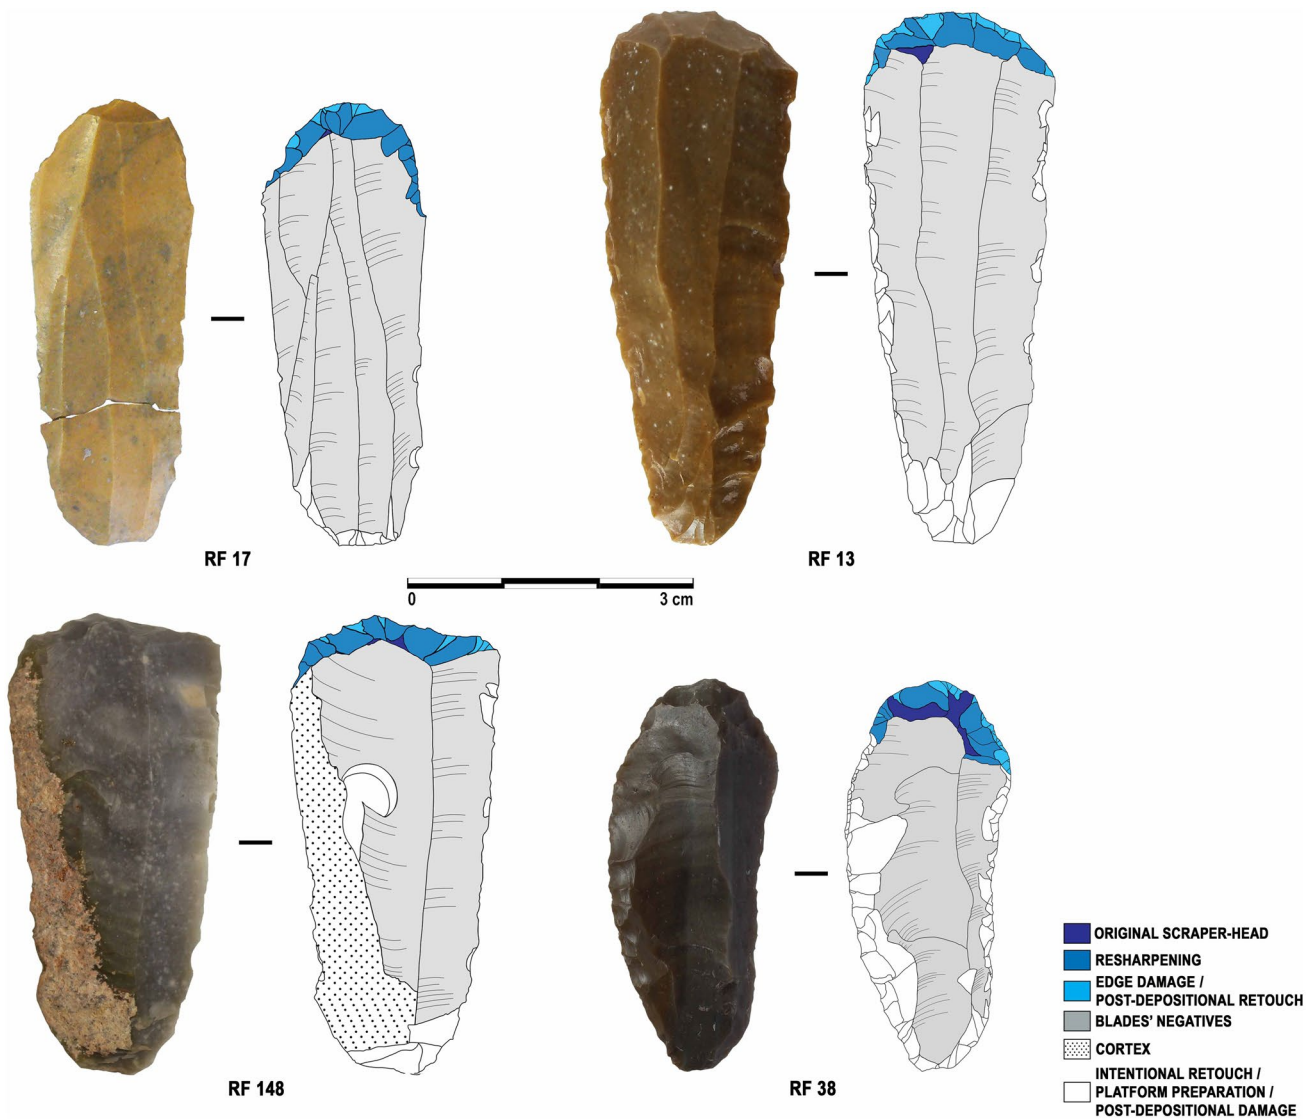 RF 17
RF 13
0 3 cm
RF 148
RF 38
ORIGINAL SCRAPER-HEAD
RESHARPENING
EDGE DAMAGE /
POST-DEPOSITIONAL RETOUCH
BLADES' NEGATIVES
CORTEX
INTENTIONAL RETOUCH /
PLATFORM PREPARATION /
POST-DEPOSITIONAL DAMAGE